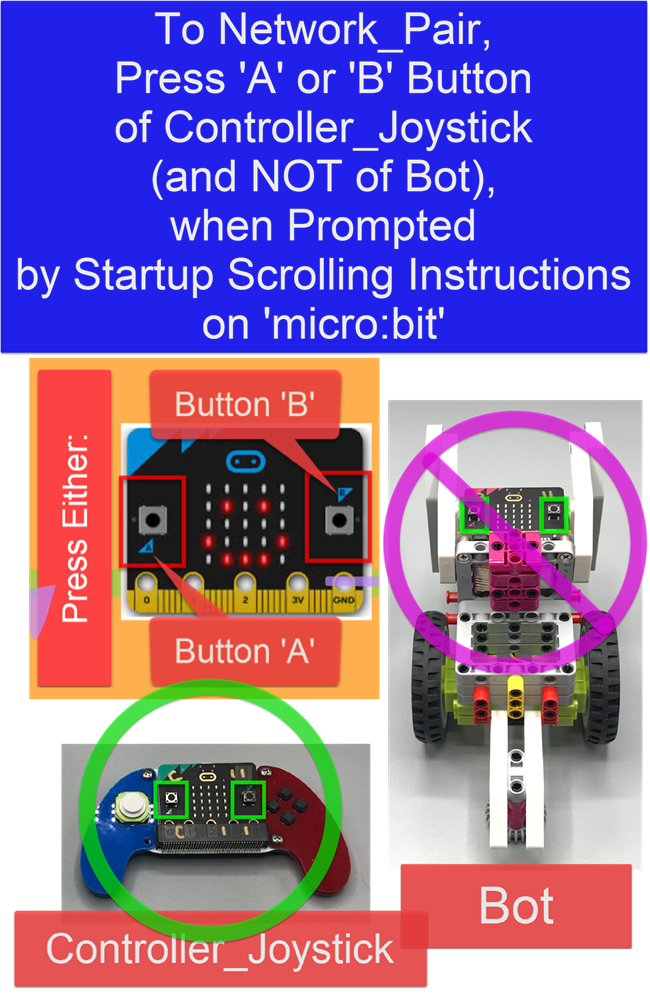 To Network_Pair,
Press 'A' or 'B' Button
of Controller_Joystick
(and NOT of Bot),
when Prompted
by Startup Scrolling Instructions
on 'micro:bit'
Press Either:
Button 'B'
B
A
0
1
2
3V
GND
Button 'A'
Controller_Joystick
Bot